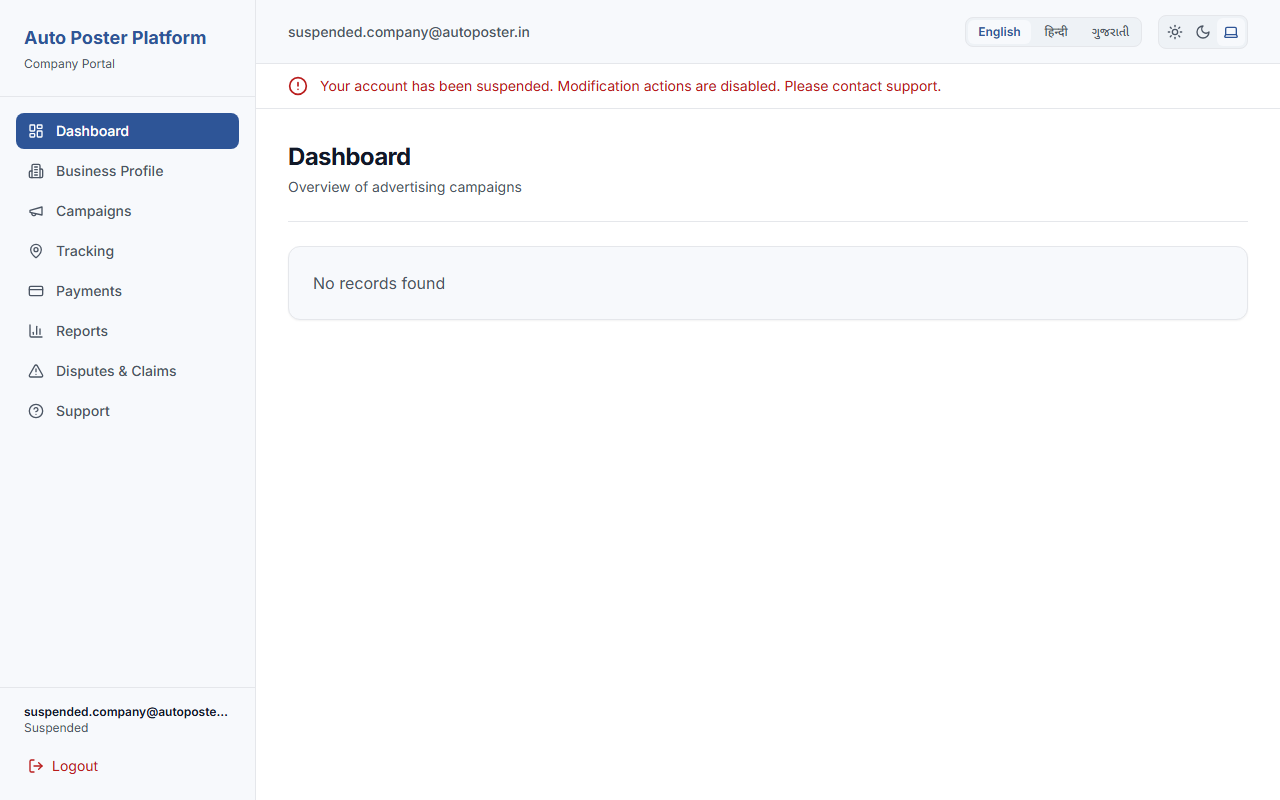 Auto Poster Platform
Company Portal
Dashboard
Business Profile
Campaigns
Tracking
Payments
Reports
Disputes & Claims
Support
suspended.company@autoposte...
Suspended
Logout
suspended.company@autoposter.in
English
हिन्दी
ગુજરાતી
Your account has been suspended. Modification actions are disabled. Please contact support.
Dashboard
Overview of advertising campaigns
No records found